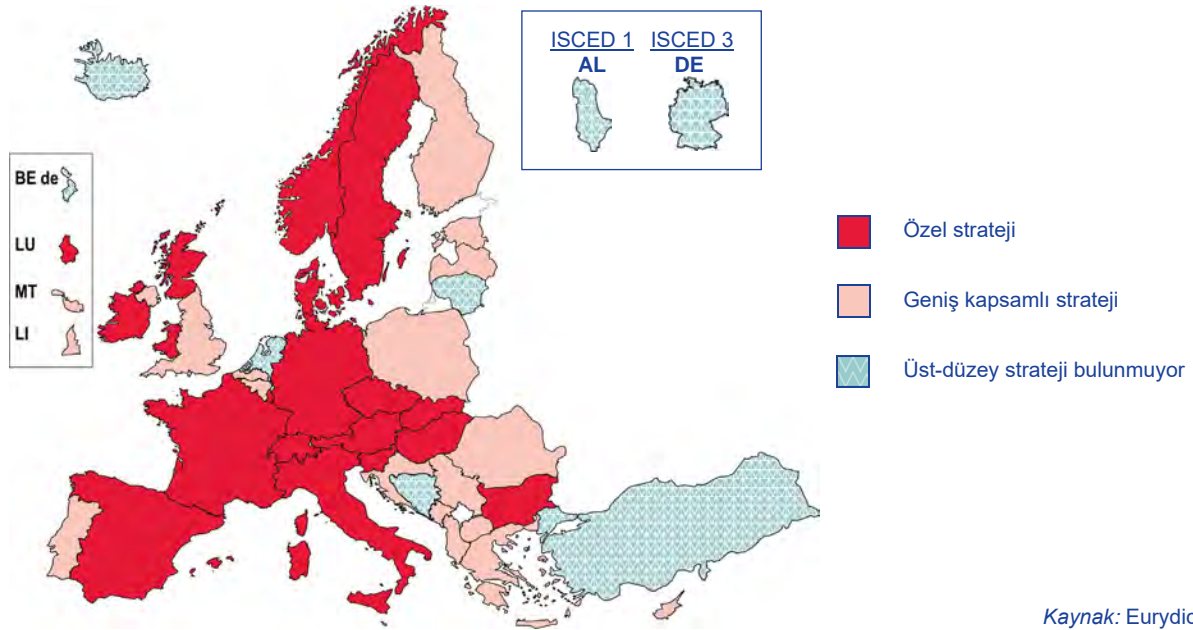 ISCED 1 ISCED 3
AL DE
BE de
LU
MT
LI
Özel strateji
Geniş kapsamlı strateji
Üst-düzey strateji bulunmuyor
Kaynak: Eurydic